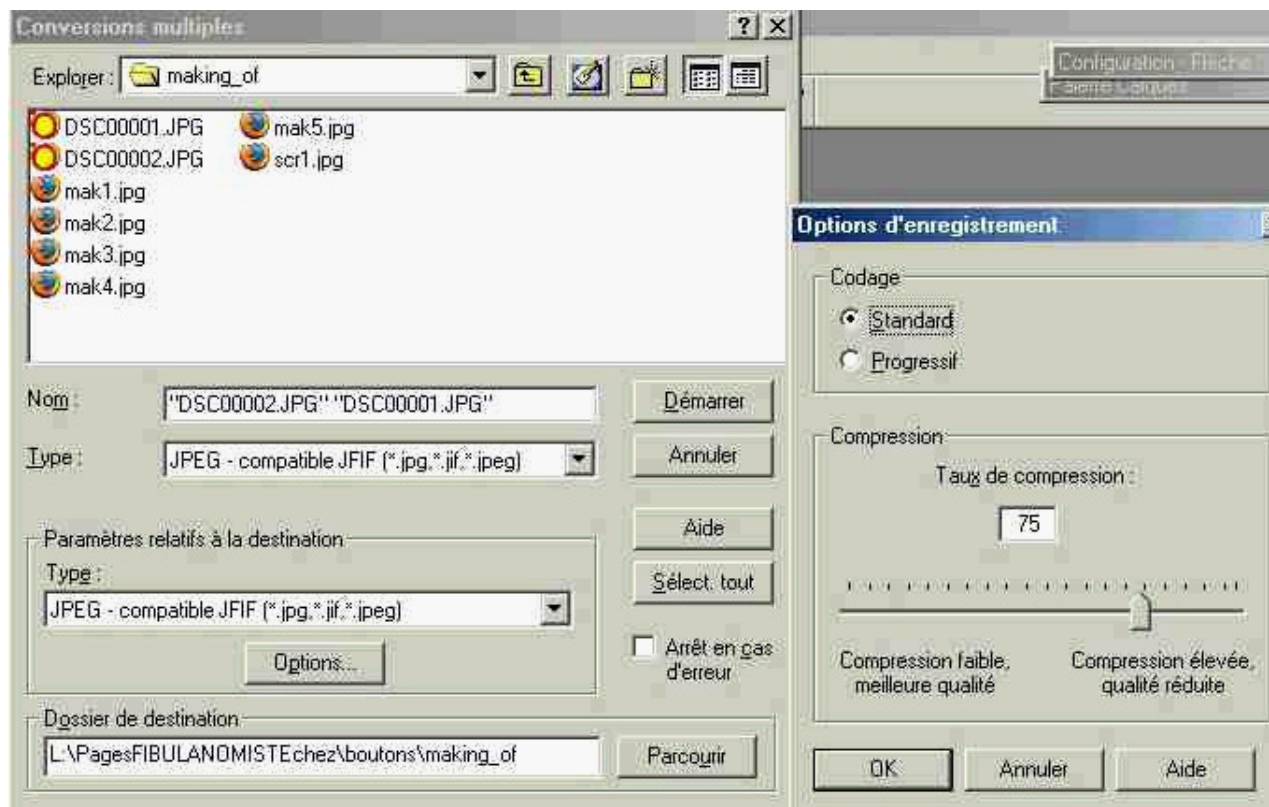 Conversions multiples
Explorer : making_of
DSC00001.JPG
DSC00002.JPG
mak1.jpg
mak2.jpg
mak3.jpg
mak4.jpg
mak5.jpg
scr1.jpg
Nom : "DSC00002.JPG" "DSC00001.JPG"
Démarrer
Type : JPEG - compatible JFIF (*.jpg,*.jif,*.jpeg)
Annuler
Aide
Sélect. tout
Paramètres relatifs à la destination
Type :
JPEG - compatible JFIF (*.jpg,*.jif,*.jpeg)
Options...
Arrêt en cas
d'erreur
Dossier de destination
L:\PagesFIBULANOMISTEchez\boutons\making_of
Parcourir
Configuration - Flèche
Options d'enregistrement
Codage
Standard
Progressif
Compression
Taux de compression :
75
Compression faible,
meilleure qualité
Compression élevée,
qualité réduite
OK
Annuler
Aide